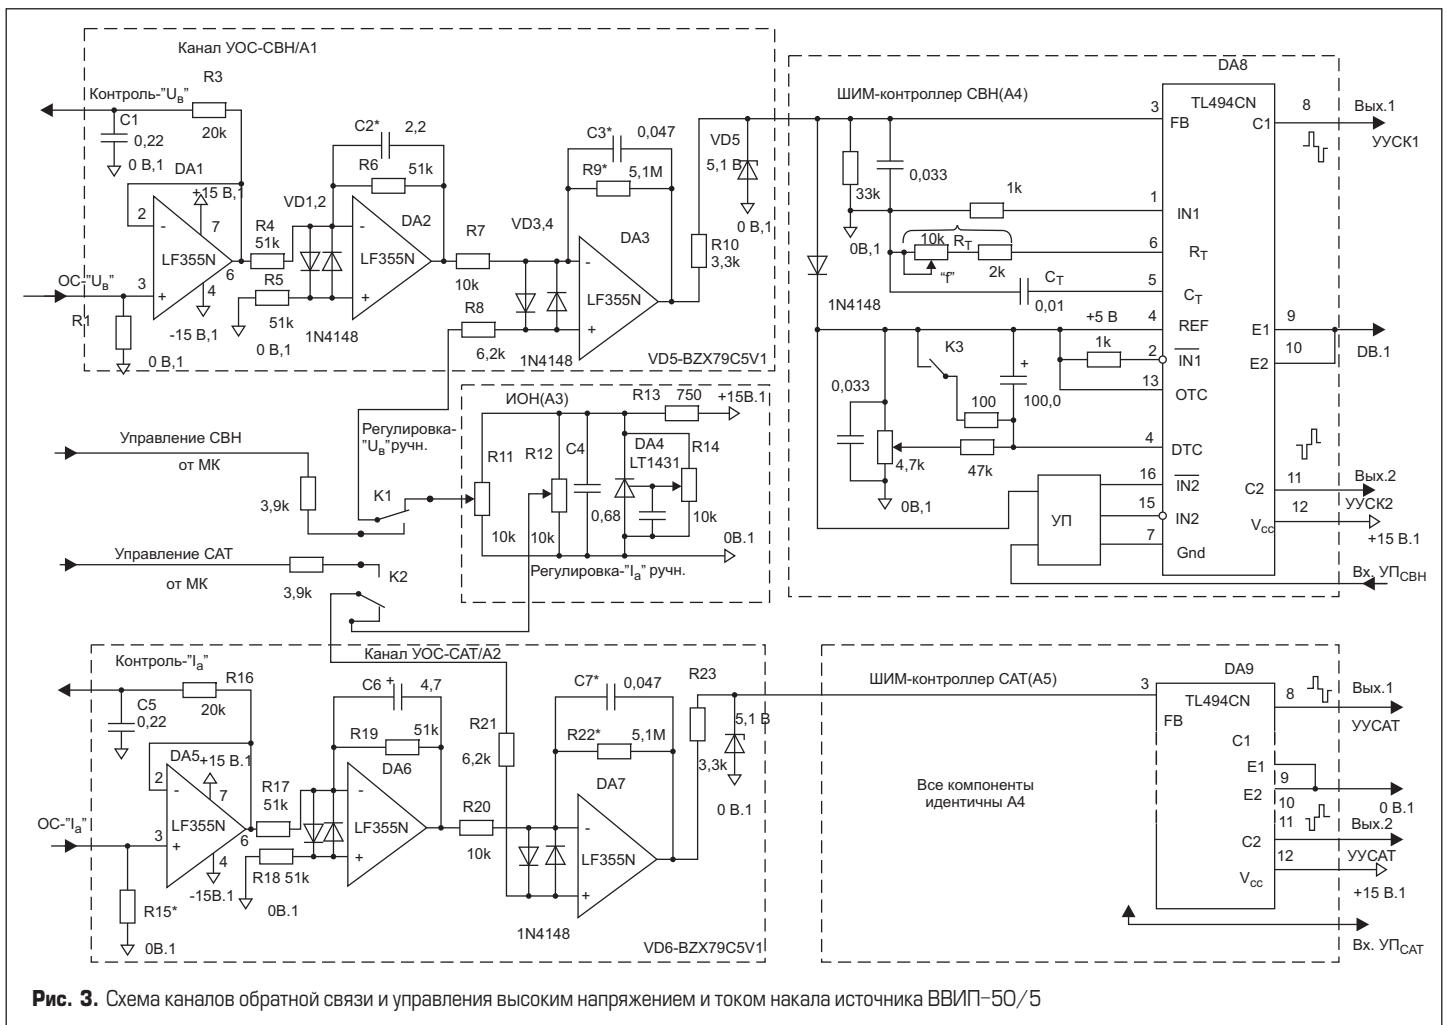 Канал УОС-СВН/А1
R3
20k
Контроль-"Uв"
C1
0,22
0 В,1
DA1
+15 В,1
2
-
7
LF355N
6
3
+
4
-15 В,1
ОС-"Uв"
R,1
0 В,1
R4
51k
R5
51k
0 В,1
VD1,2
1N4148
C2*
2,2
R6
51k
-
DA2
LF355N
+
R7
10k
R8
6,2k
VD3,4
1N4148
C3*
0,047
R9*
5,1М
-
DA3
LF355N
+
VD5
5,1 В
0 В,1
R10
3,3k
VD5-BZX79C5V1
ШИМ-контроллер СВН(А4)
33k
0,033
0В,1
1k
10k
RT
"f"
2k
CT
0,01
1N4148
+5 В
K3
1k
0,033
100
100,0
+
4,7k
47k
0В,1
УП
DA8
TL494CN
3
FB
1
IN1
6
RT
5
CT
4
REF
2
IN1
13
OTC
4
DTC
16
IN2
15
IN2
7
Gnd
C1
8
Вых.1
УУСК1
E1
9
DB.1
E2
10
C2
11
Вых.2
УУСК2
Vcc
12
+15 В.1
Вх. УПСВН
Управление СВН
от МК
3,9k
K1
Управление САТ
от МК
3,9k
K2
Регулировка-
"Uв"ручн.
ИОН(А3)
R13
750
+15В.1
R11
10k
R12
10k
C4
0,68
DA4
LT1431
R14
10k
0В.1
Регулировка-"Iа" ручн.
Канал УОС-САТ/А2
Контроль-"Iа"
R16
20k
C5
0,22
DA5
+15 В.1
2
-
7
LF355N
6
3
+
4
-15В.1
ОС-"Iа"
R15*
0В.1
R17
51k
R18 51k
0В.1
C6
+
4,7
R19
51k
-
DA6
LF355N
+
R21
6,2k
R20
10k
1N4148
C7*
0,047
R22*
5,1М
-
DA7
LF355N
+
R23
3,3k
5,1 В
0 В.1
VD6-BZX79C5V1
ШИМ-контроллер САТ(А5)
Все компоненты
идентичны А4
DA9
TL494CN
3
FB
C1
8
Вых.1
УУСАТ
E1
9
E2
10
0 В.1
11
Вых.2
C2
УУСАТ
12
Vcc
+15 В.1
Вх. УПСАТ
Рис. 3. Схема каналов обратной связи и управления высоким напряжением и током накала источника ВВИП-50/5